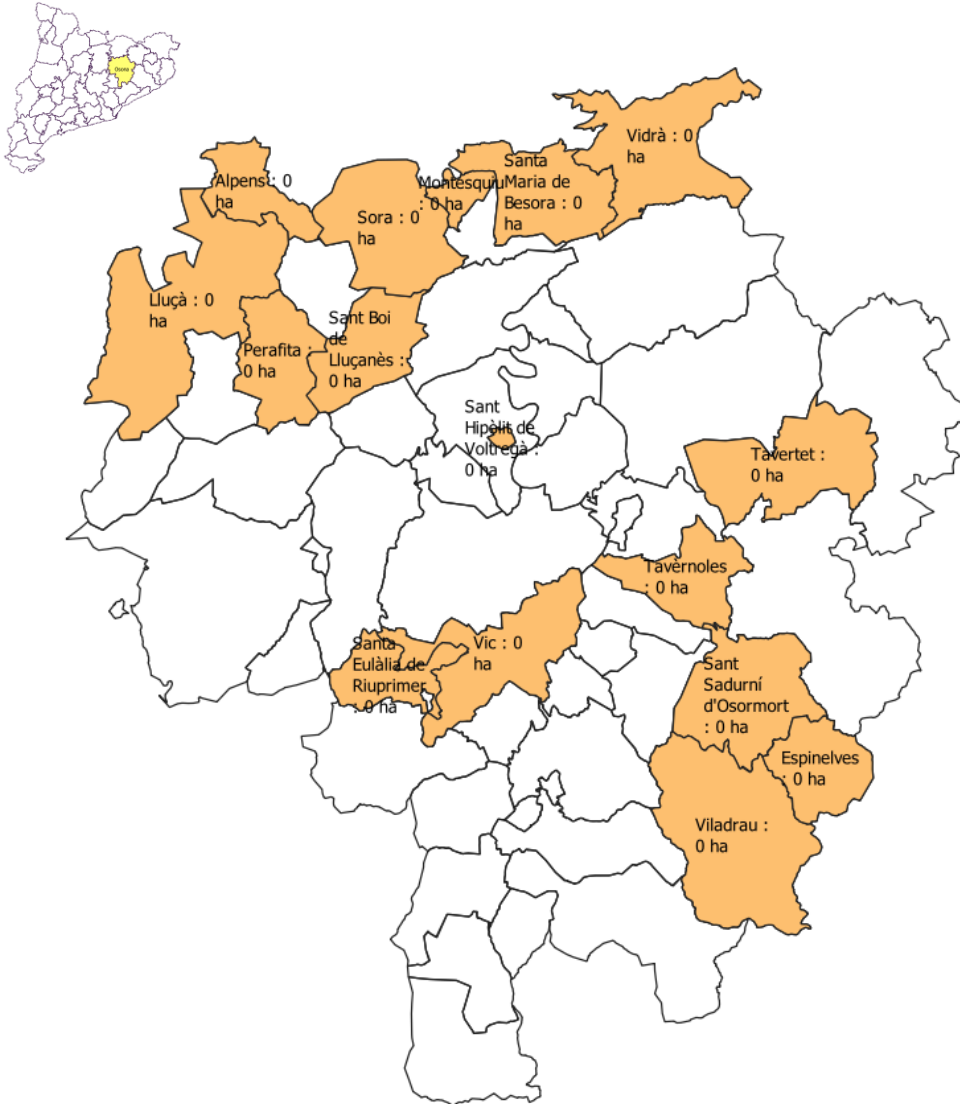 Osona
Vidrà : 0
ha
Santa
Maria de
Besora : 0
ha
Montesquiu
: 0 ha
Alpens : 0
ha
Sora : 0
ha
Lluçà : 0
ha
Sant Boi
de
Lluçanès :
0 ha
Perafita :
0 ha
Sant
Hipòlit de
Voltregà :
0 ha
Tavertet :
0 ha
Tavèrnoles
: 0 ha
Santa
Eulàlia de
Riuprimer
: 0 ha
Vic : 0
ha
Sant
Sadurní
d'Osormort
: 0 ha
Espinelves
: 0 ha
Viladrau :
0 ha